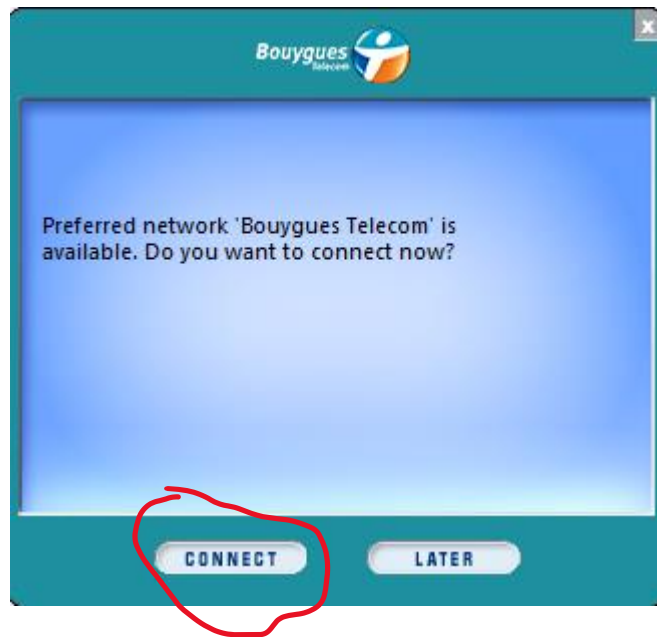 x
Bouygues
Telecom
Preferred network 'Bouygues Telecom' is
available. Do you want to connect now?
CONNECT
LATER